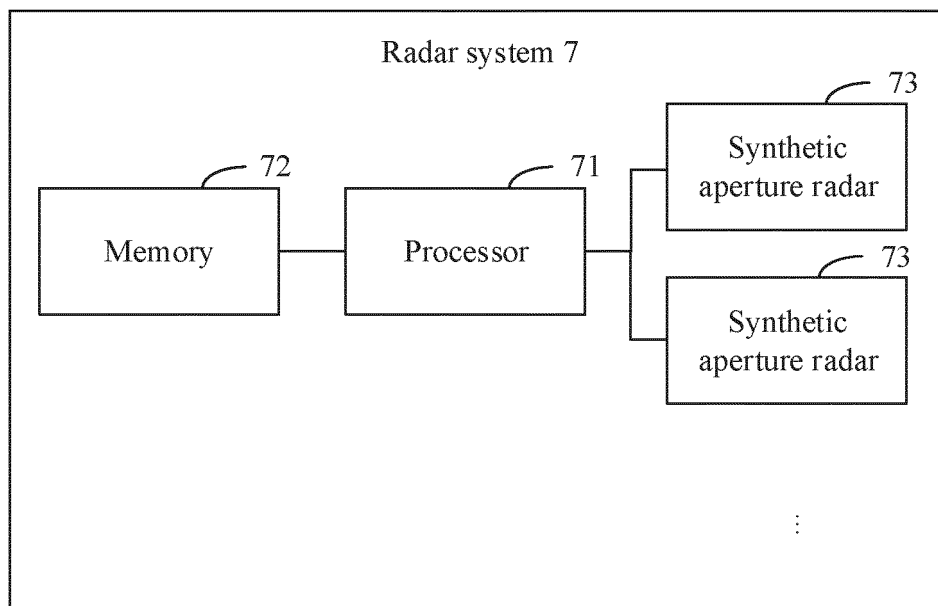 Radar system 7
73
Synthetic
aperture radar
72
Memory
71
Processor
73
Synthetic
aperture radar
⋮